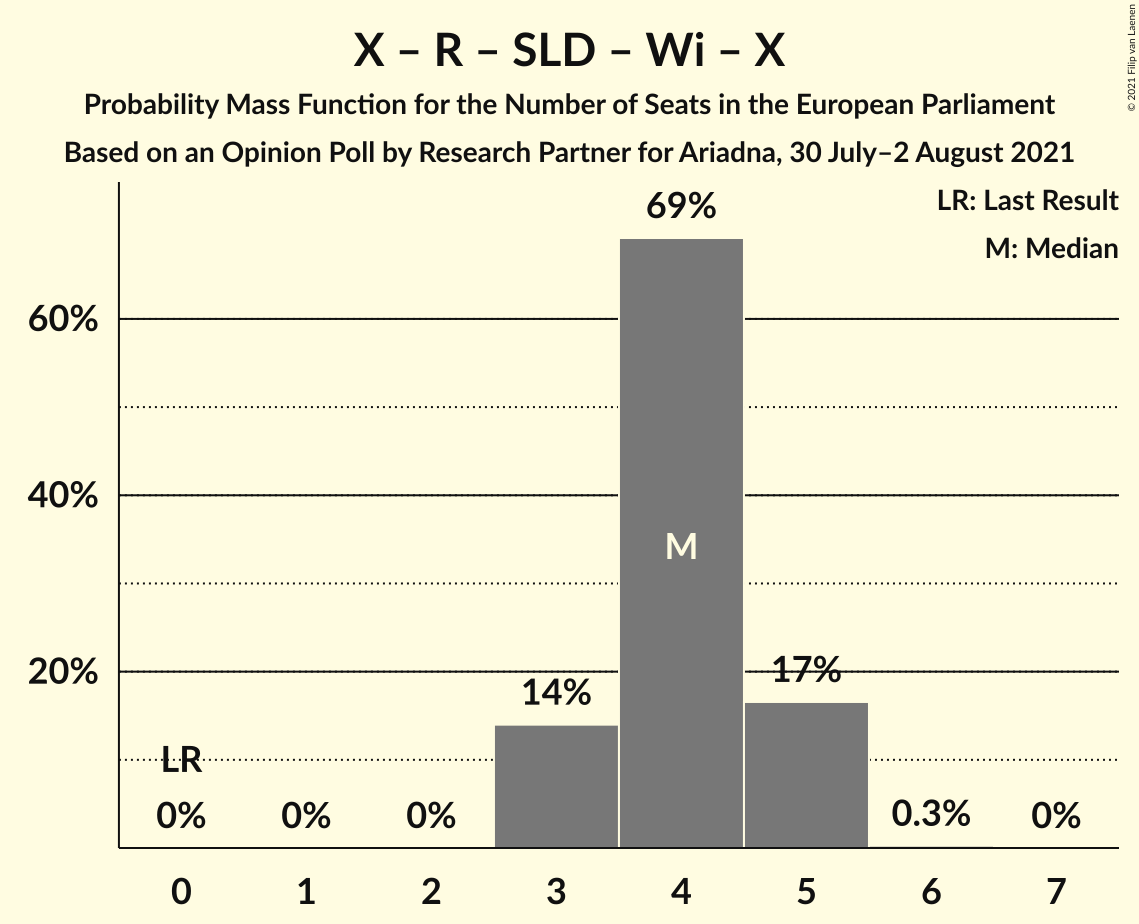 X – R – SLD – Wi – X
Probability Mass Function for the Number of Seats in the European Parliament
Based on an Opinion Poll by Research Partner for Ariadna, 30 July–2 August 2021
© 2021 Filip van Laenen
LR: Last Result
M: Median
69%
60%
40%
M
20%
17%
14%
LR
0%
0%
0%
0.3%
0%
0
1
2
3
4
5
6
7